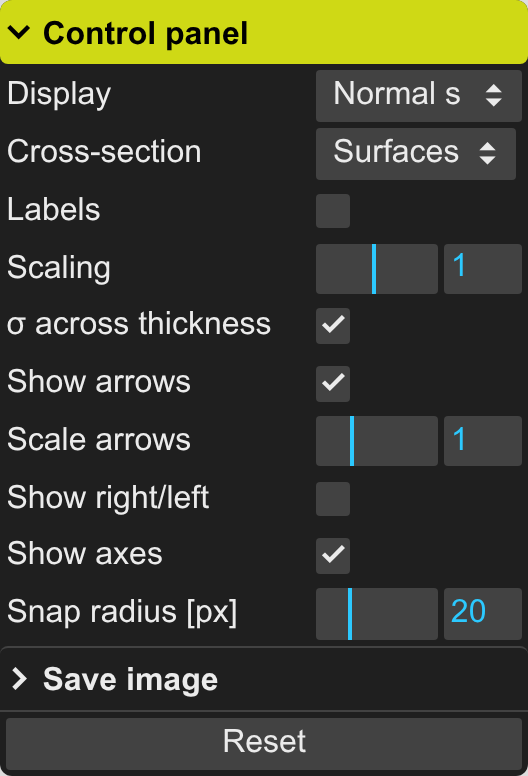 Control panel
Display Normal s
Cross-section Surfaces
Labels
Scaling 1
σ across thickness
Show arrows
Scale arrows 1
Show right/left
Show axes
Snap radius [px] 20
Save image
Reset